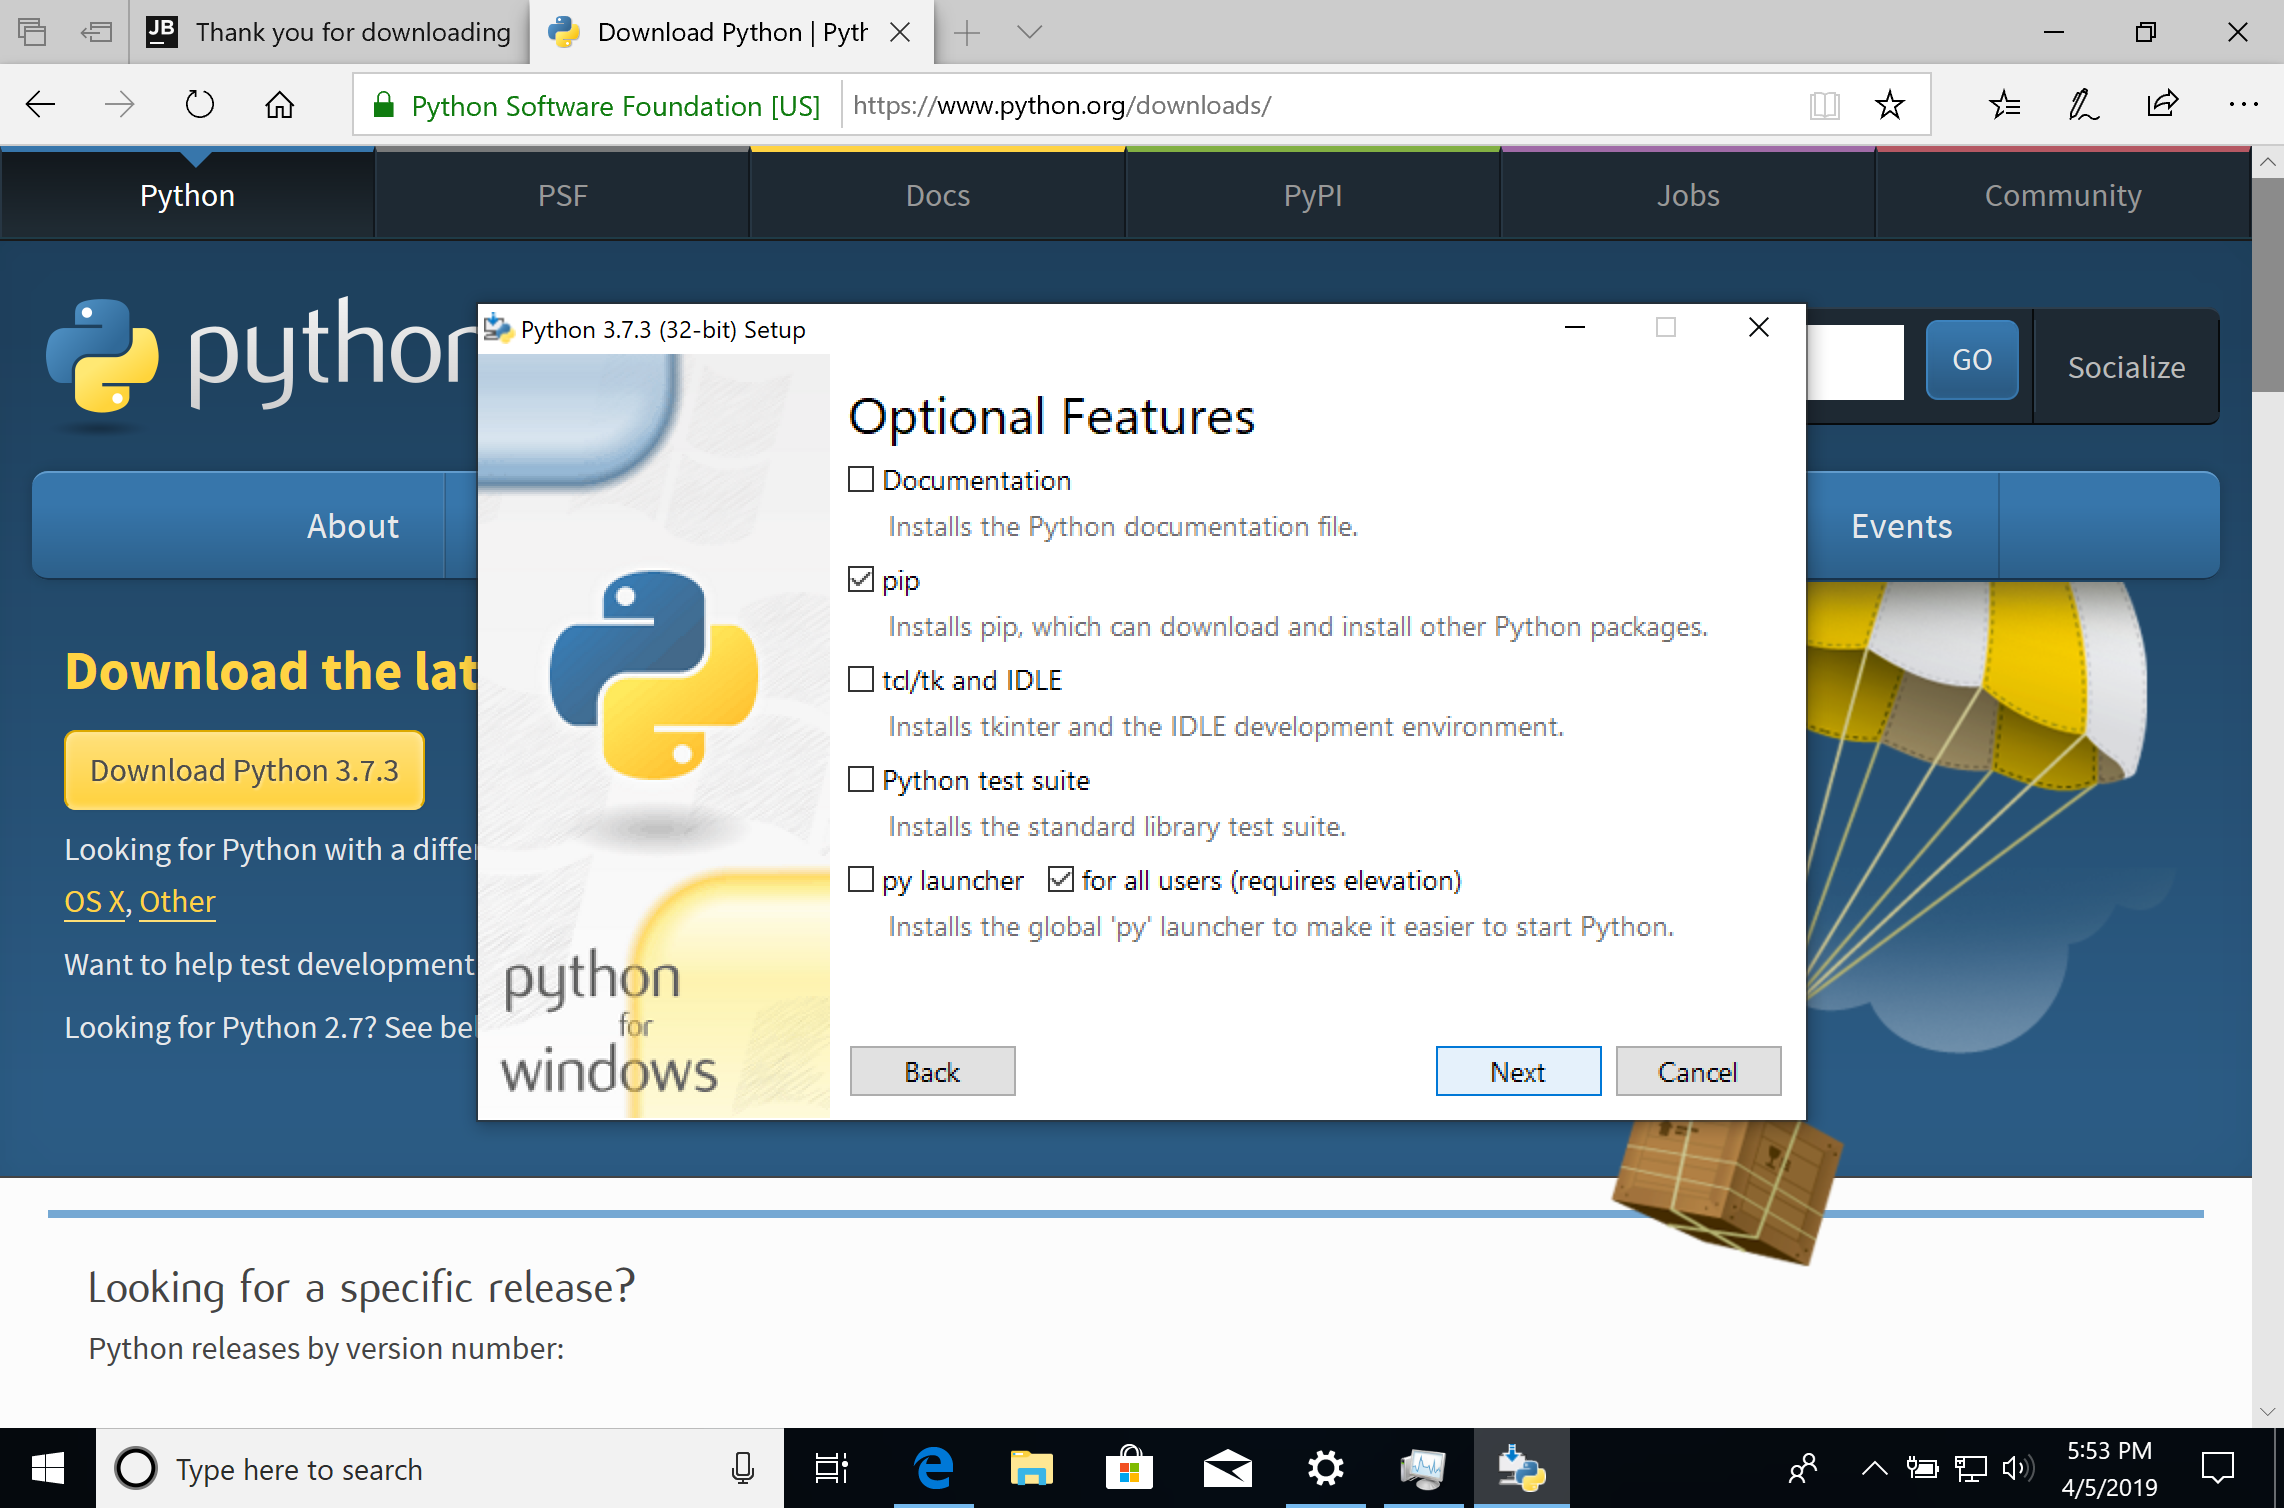 JB Thank you for downloading
Download Python | Pyth
Python Software Foundation [US] https://www.python.org/downloads/
Python PSF Docs PyPI Jobs Community
python
GO Socialize
About Events
Python 3.7.3 (32-bit) Setup
Optional Features
Documentation
Installs the Python documentation file.
pip
Installs pip, which can download and install other Python packages.
tcl/tk and IDLE
Installs tkinter and the IDLE development environment.
Python test suite
Installs the standard library test suite.
py launcher for all users (requires elevation)
Installs the global 'py' launcher to make it easier to start Python.
Back Next Cancel
python
for
windows
Download the lat
Download Python 3.7.3
Looking for Python with a differ
OS X, Other
Want to help test development
Looking for Python 2.7? See bel
Looking for a specific release?
Python releases by version number:
Type here to search
5:53 PM
4/5/2019